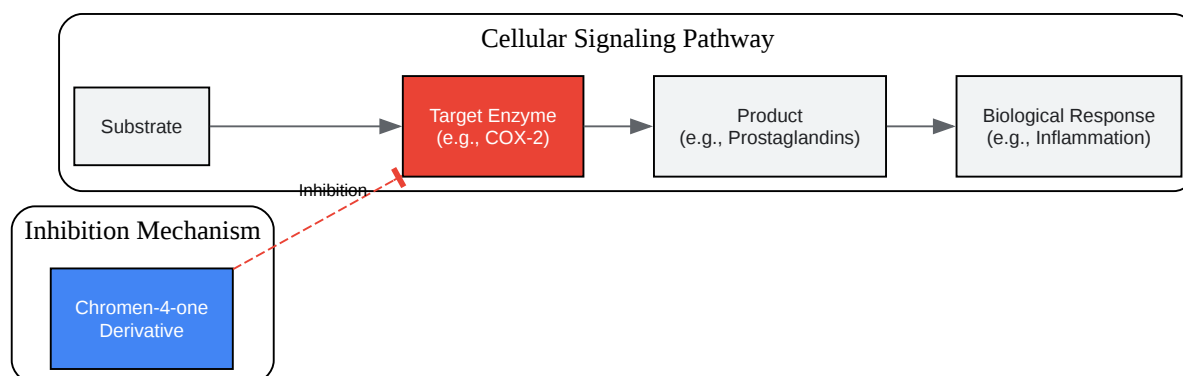 Cellular Signaling Pathway
Substrate
Target Enzyme
(e.g., COX-2)
Product
(e.g., Prostaglandins)
Biological Response
(e.g., Inflammation)
Inhibition
Inhibition Mechanism
Chromen-4-one
Derivative